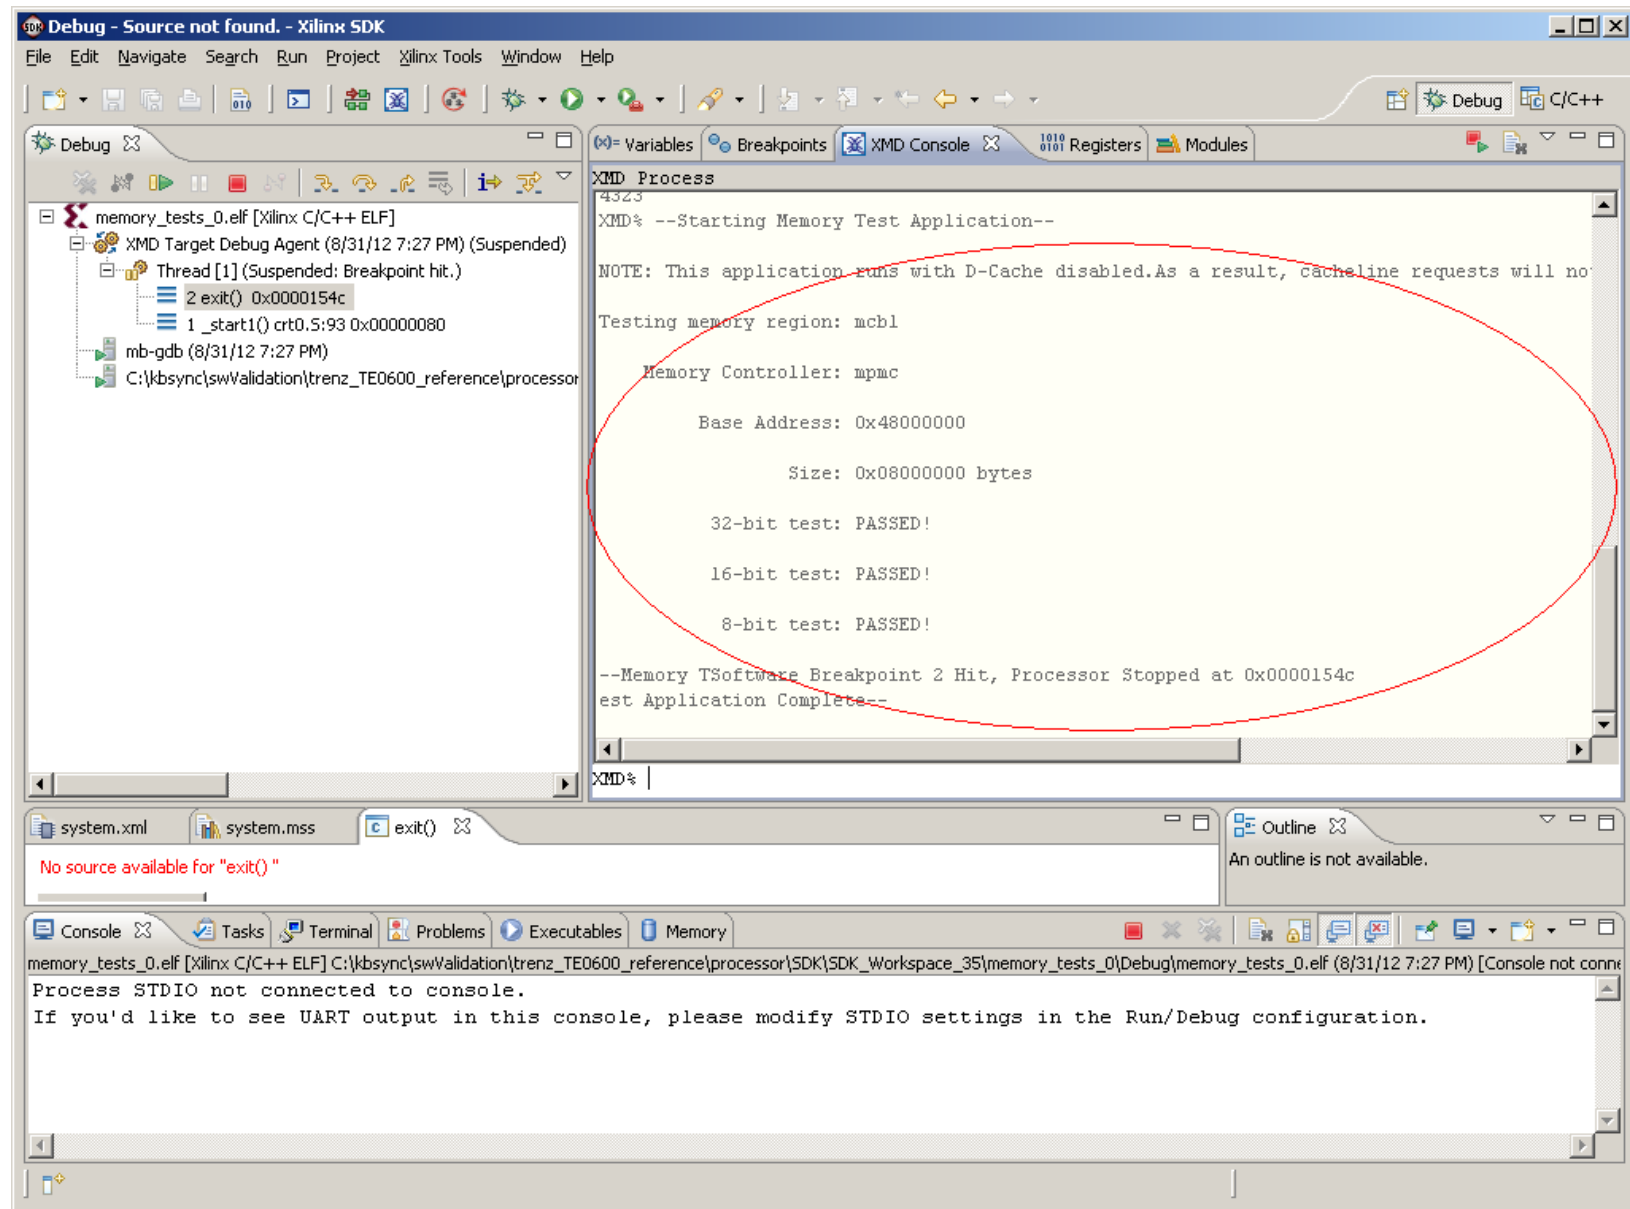 Debug - Source not found. - Xilinx SDK
File Edit Navigate Search Run Project Xilinx Tools Window Help
Debug C/C++
Debug
memory_tests_0.elf [Xilinx C/C++ ELF]
XMD Target Debug Agent (8/31/12 7:27 PM) (Suspended)
Thread [1] (Suspended: Breakpoint hit.)
2 exit() 0x0000154c
1 _start1() crt0.S:93 0x00000080
mb-gdb (8/31/12 7:27 PM)
C:\kbsync\swValidation\trenz_TE0600_reference\processor
(x)= Variables Breakpoints XMD Console 1010 0101 Registers Modules
XMD Process
4323
XMD% --Starting Memory Test Application--
NOTE: This application runs with D-Cache disabled.As a result, cacheline requests will no
Testing memory region: mcbl
Memory Controller: mpmc
Base Address: 0x48000000
Size: 0x08000000 bytes
32-bit test: PASSED!
16-bit test: PASSED!
8-bit test: PASSED!
--Memory TSoftware Breakpoint 2 Hit, Processor Stopped at 0x0000154c
est Application Complete--
XMD%
system.xml system.mss exit()
No source available for "exit() "
Outline
An outline is not available.
Console Tasks Terminal Problems Executables Memory
memory_tests_0.elf [Xilinx C/C++ ELF] C:\kbsync\swValidation\trenz_TE0600_reference\processor\SDK\SDK_Workspace_35\memory_tests_0\Debug\memory_tests_0.elf (8/31/12 7:27 PM) [Console not conne
Process STDIO not connected to console.
If you'd like to see UART output in this console, please modify STDIO settings in the Run/Debug configuration.